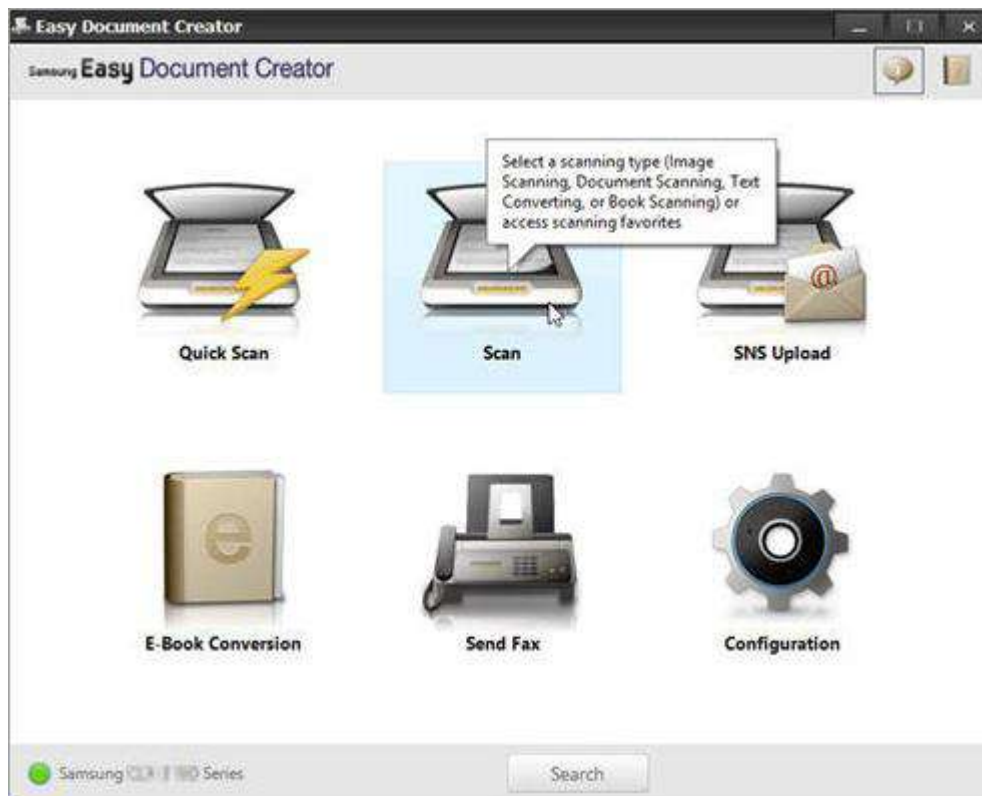 Easy Document Creator
Samsung Easy Document Creator
Select a scanning type (Image
Scanning, Document Scanning, Text
Converting, or Book Scanning) or
access scanning favorites
Quick Scan
Scan
SNS Upload
@
e
E-Book Conversion
Send Fax
Configuration
Samsung Series
Search